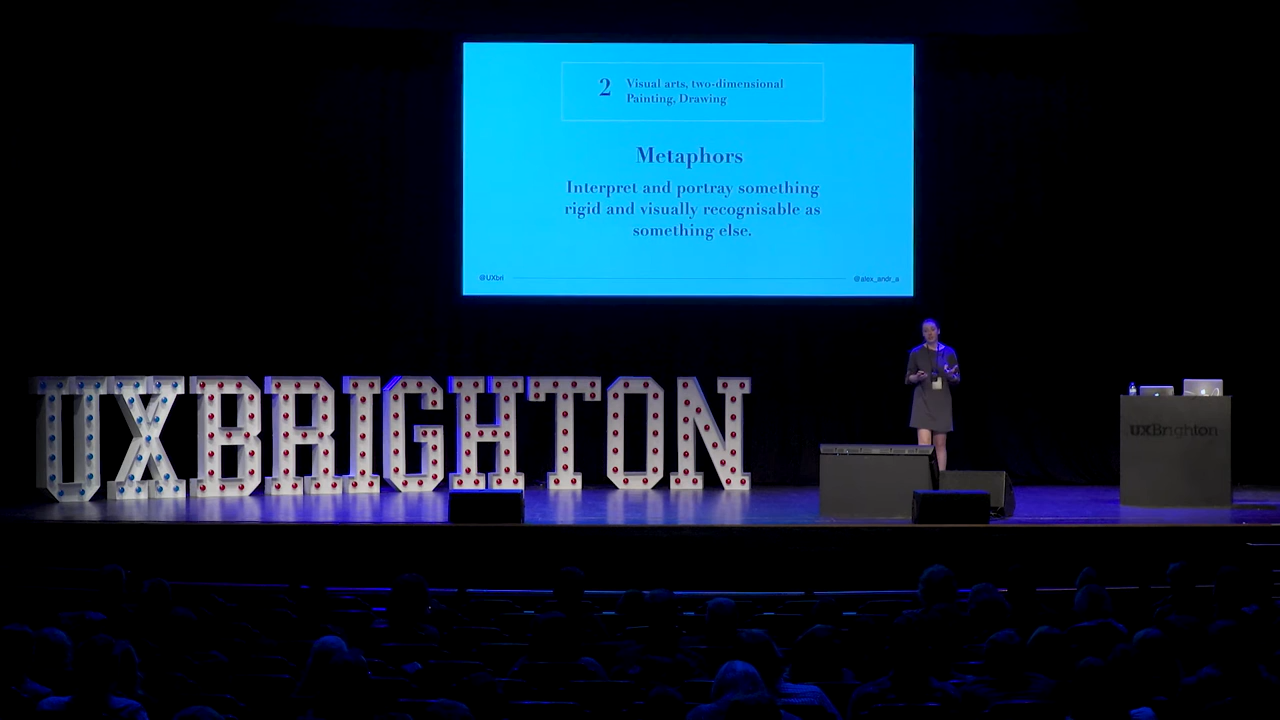 2 Visual arts, two-dimensional
Painting, Drawing
Metaphors
Interpret and portray something
rigid and visually recognisable as
something else.
@UXbri
@alex_andr_a
UXBRIGHTON
UXBrighton